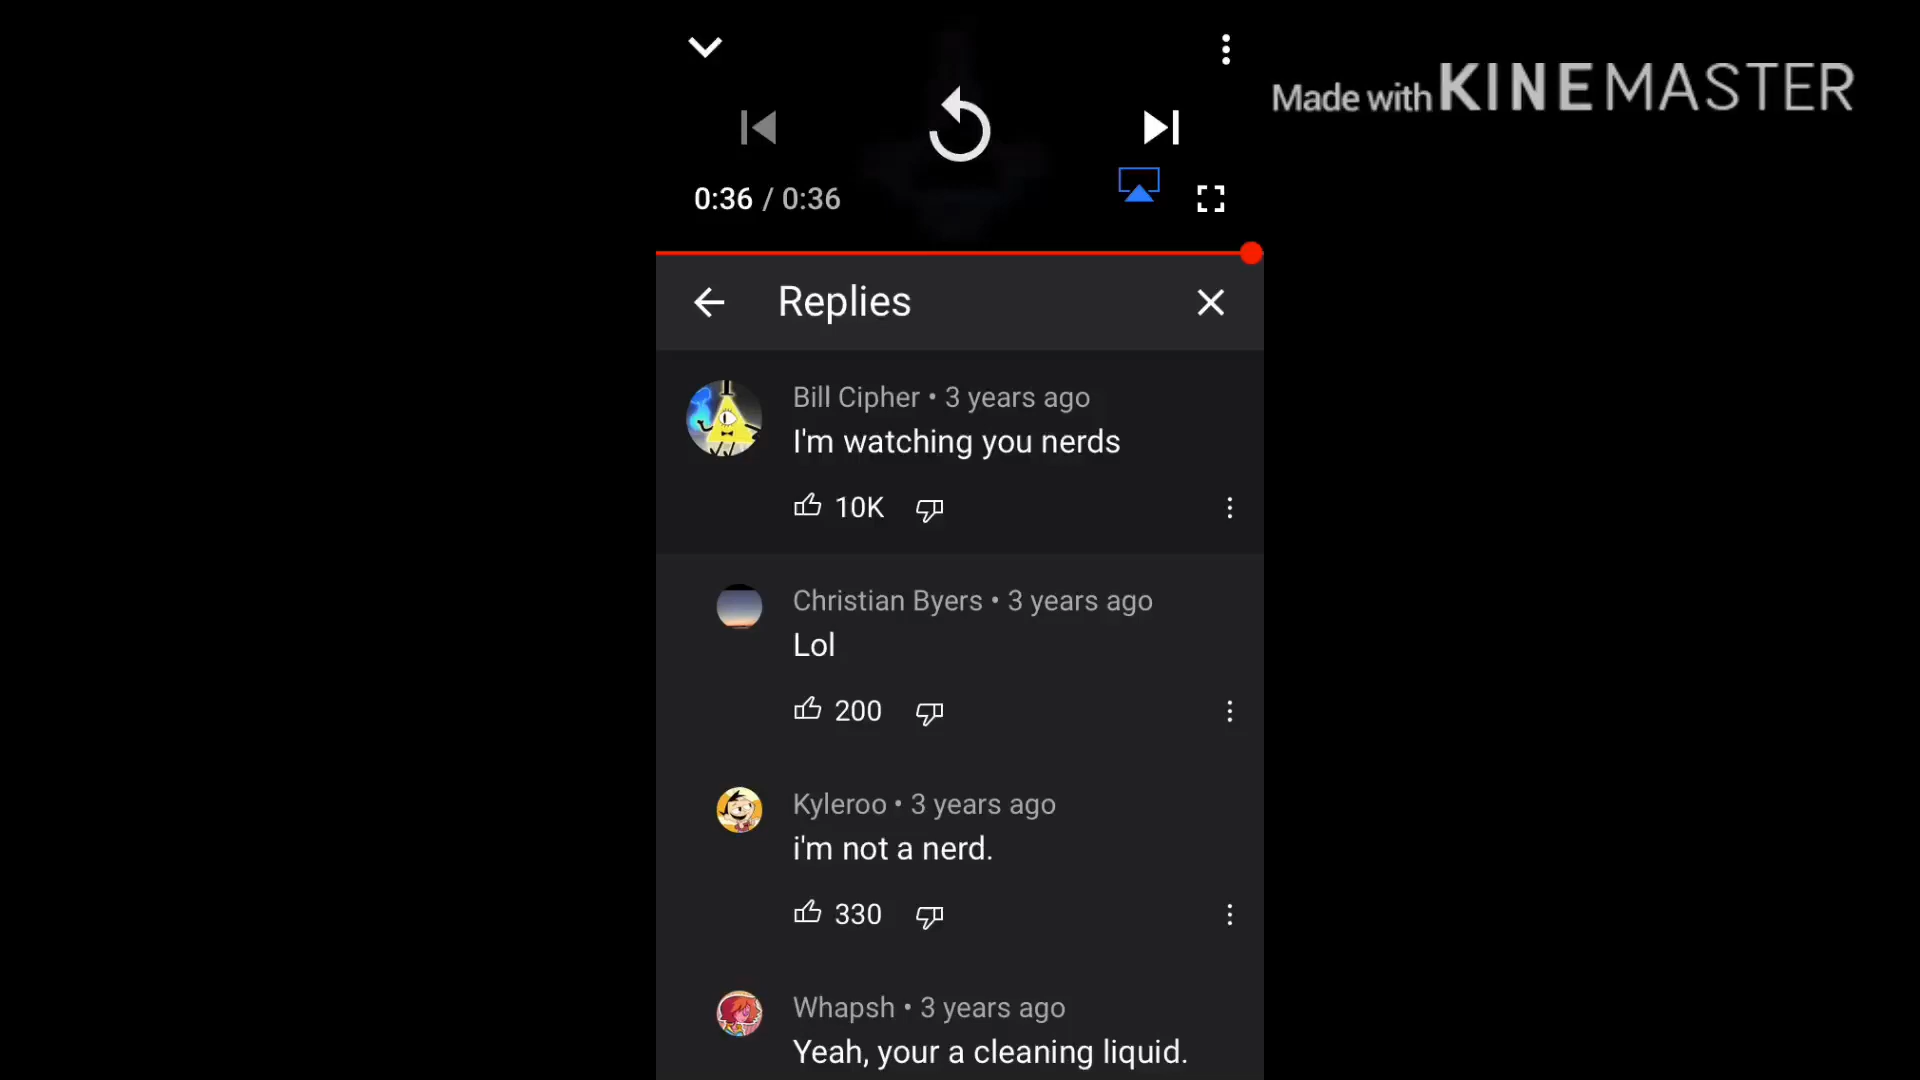 Made with KINEMASTER
0:36 / 0:36
Replies
Bill Cipher • 3 years ago
I'm watching you nerds
10K
Christian Byers • 3 years ago
Lol
200
Kyleroo • 3 years ago
i'm not a nerd.
330
Whapsh • 3 years ago
Yeah, your a cleaning liquid.